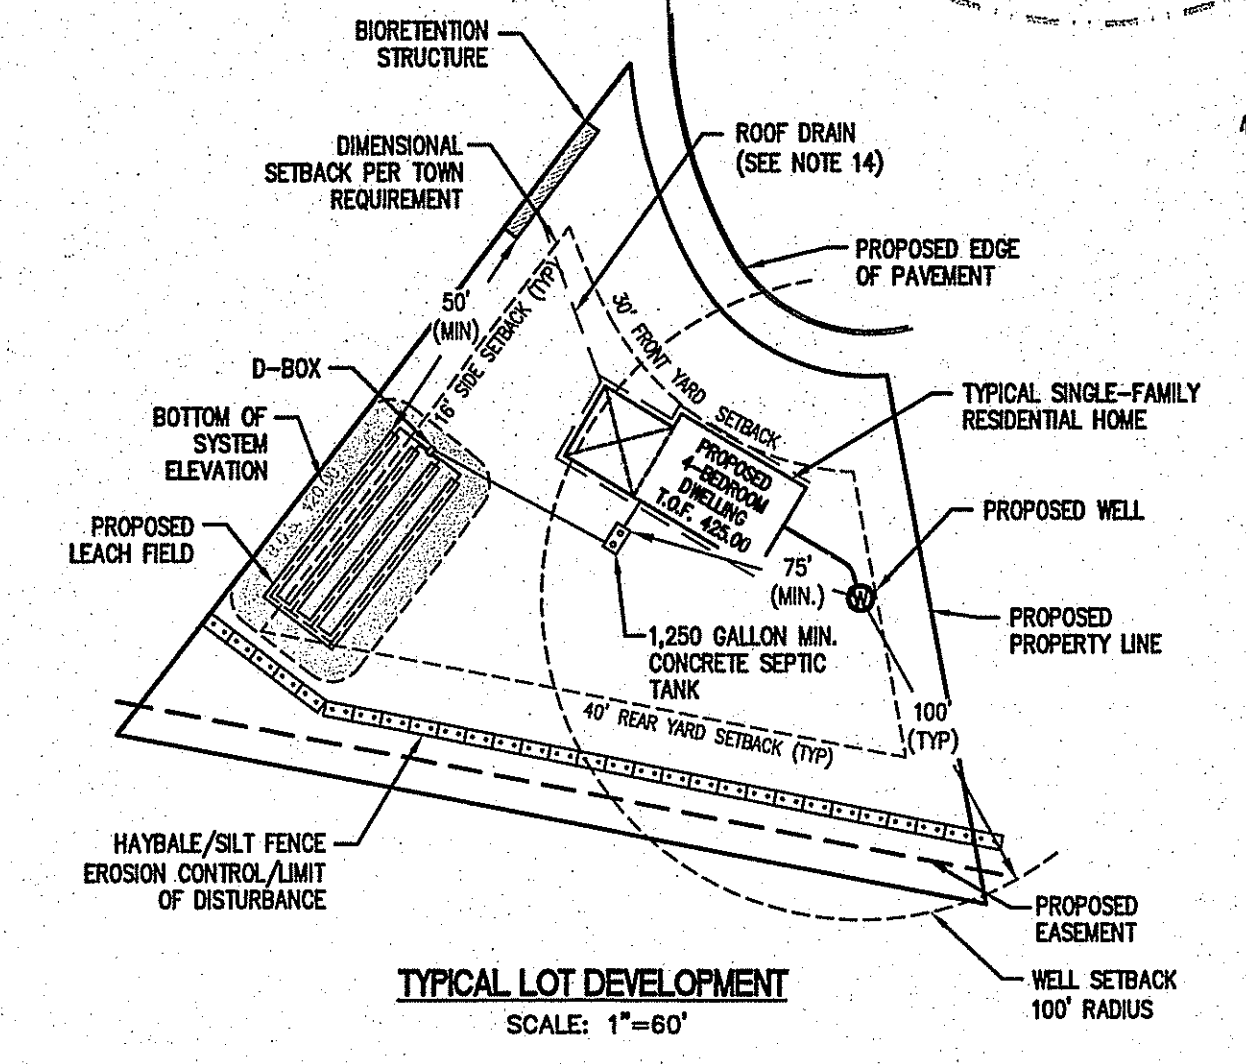 BIORETENTION
STRUCTURE
DIMENSIONAL
SETBACK PER TOWN
REQUIREMENT
ROOF DRAIN
(SEE NOTE 14)
PROPOSED EDGE
OF PAVEMENT
50'
(MIN)
16' SIDE SETBACK (TYP)
30' FRONT YARD SETBACK
D-BOX
BOTTOM OF
SYSTEM
ELEVATION
TYPICAL SINGLE-FAMILY
RESIDENTIAL HOME
PROPOSED
4-BEDROOM
DWELLING
T.O.F. 425.00
PROPOSED WELL
PROPOSED
LEACH FIELD
75'
(MIN.)
W
1,250 GALLON MIN.
CONCRETE SEPTIC
TANK
PROPOSED
PROPERTY LINE
40' REAR YARD SETBACK (TYP)
100'
(TYP)
HAYBALE/SILT FENCE
EROSION CONTROL/LIMIT
OF DISTURBANCE
PROPOSED
EASEMENT
WELL SETBACK
100' RADIUS
TYPICAL LOT DEVELOPMENT
SCALE: 1"=60'